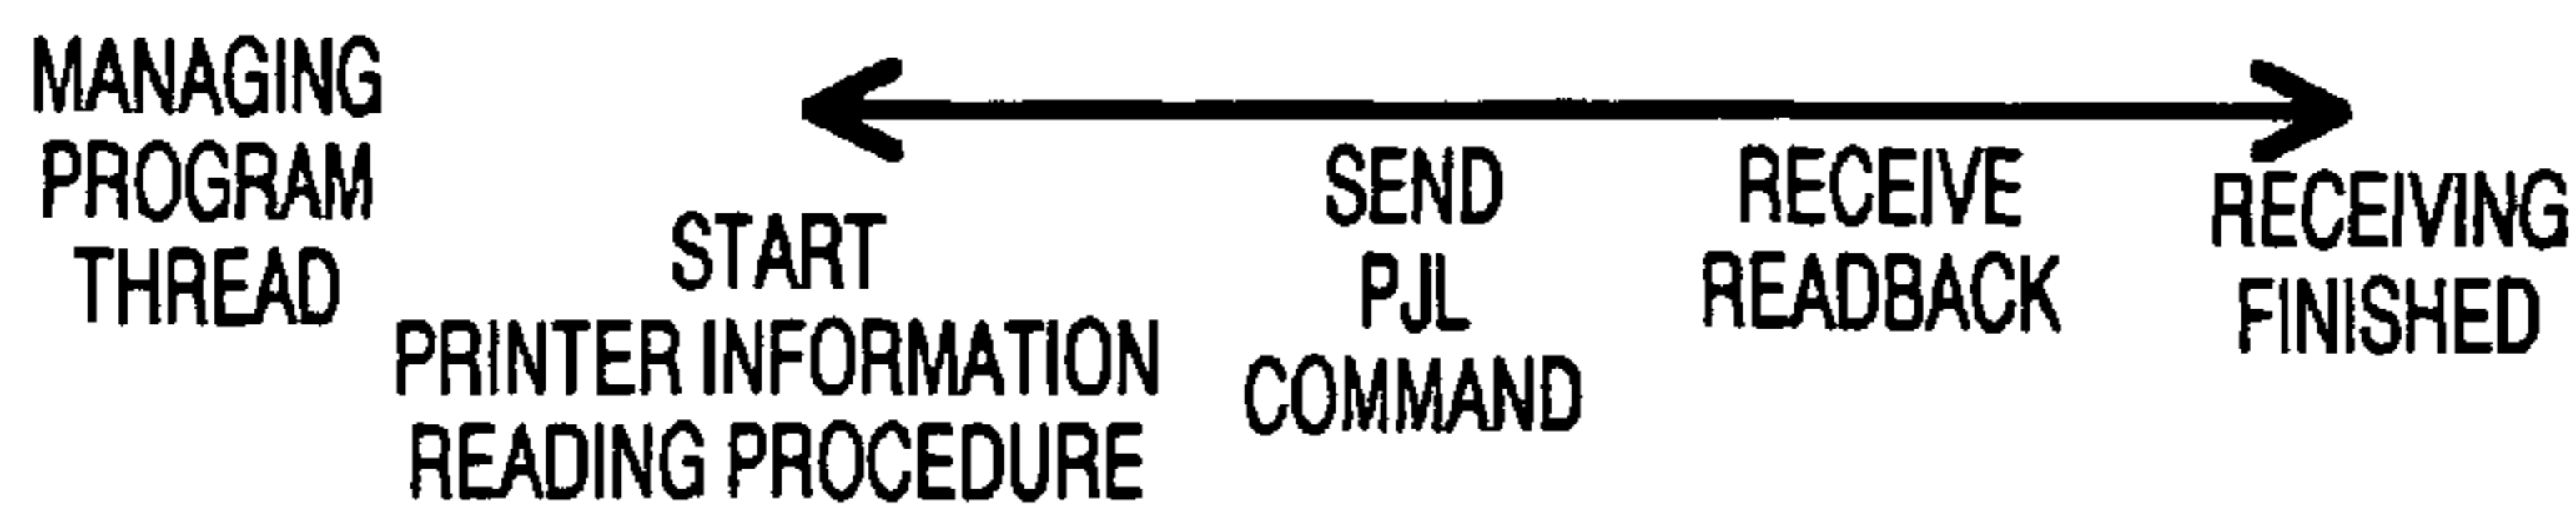 MANAGING
PROGRAM
THREAD
START
PRINTER INFORMATION
READING PROCEDURE
SEND
PJL
COMMAND
RECEIVE
READBACK
RECEIVING
FINISHED